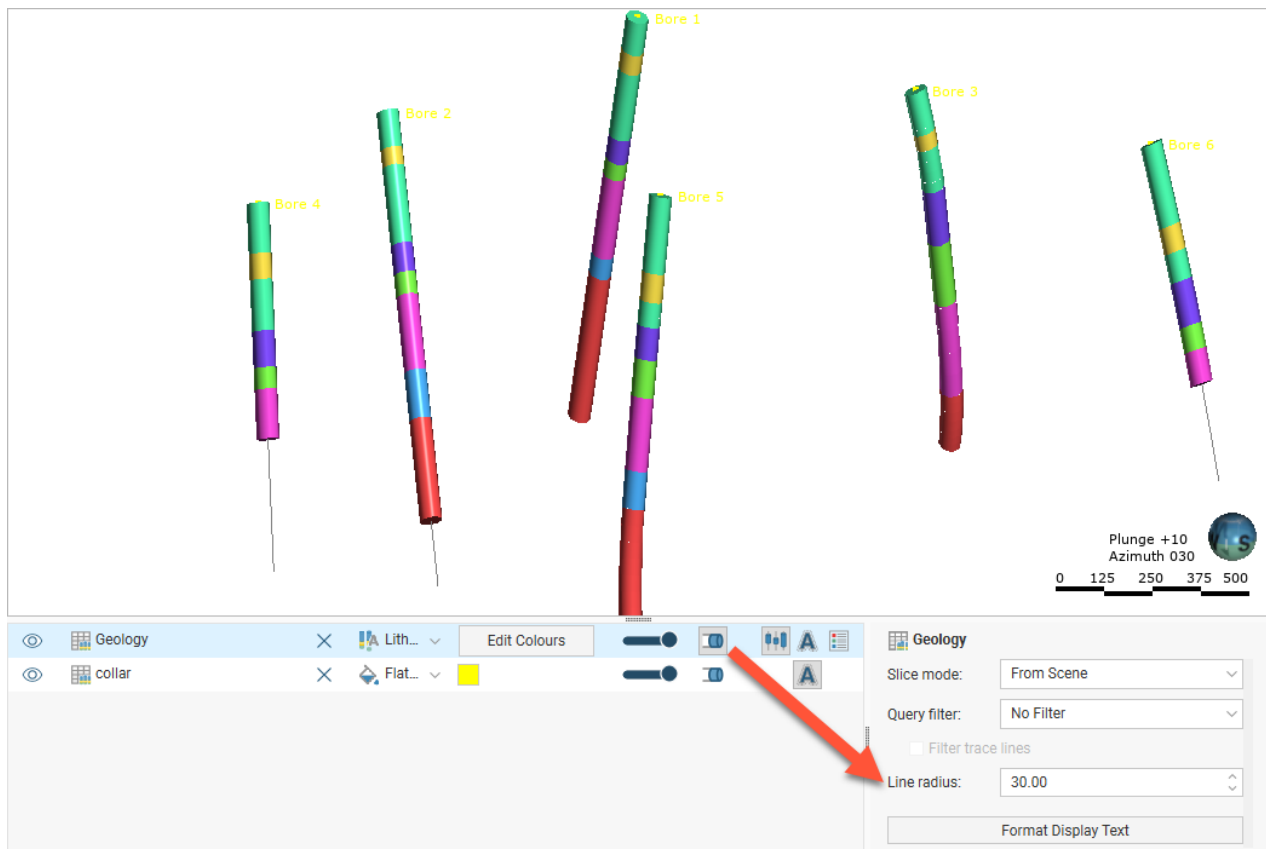 Bore 1
Bore 3
Bore 2
Bore 6
Bore 5
Bore 4
Plunge +10
Azimuth 030
S
0 125 250 375 500
Geology
Lith...
Edit Colours
A
collar
Flat...
A
Geology
Slice mode: From Scene
Query filter: No Filter
Filter trace lines
Line radius: 30.00
Format Display Text